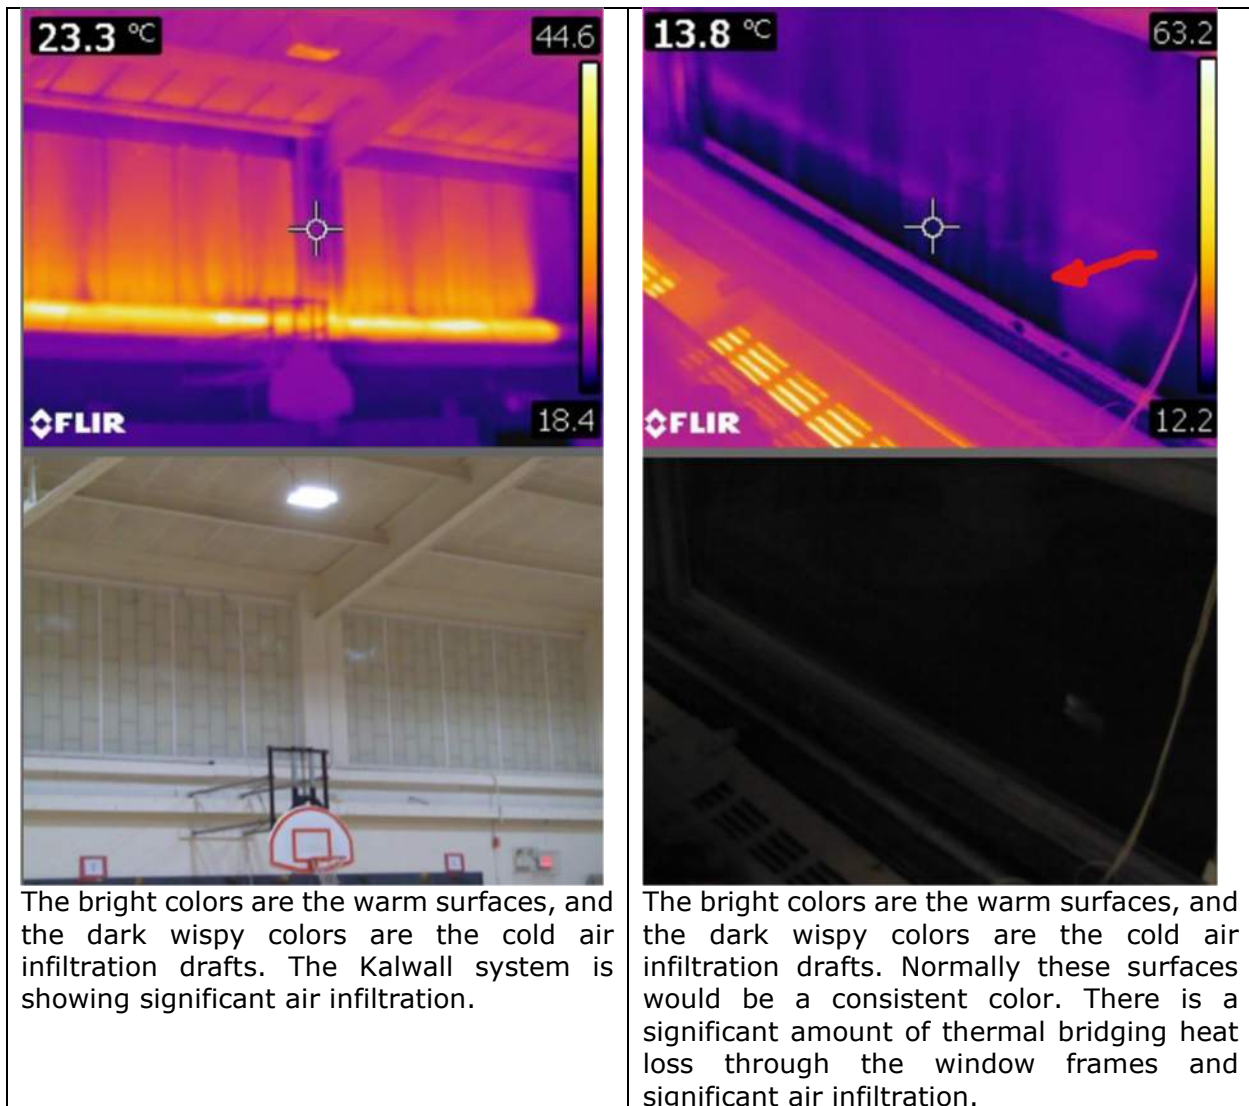 23.3 °C
44.6
FLIR
18.4
The bright colors are the warm surfaces, and
the dark wispy colors are the cold air
infiltration drafts. The Kalwall system is
showing significant air infiltration.
13.8 °C
63.2
FLIR
12.2
The bright colors are the warm surfaces, and
the dark wispy colors are the cold air
infiltration drafts. Normally these surfaces
would be a consistent color. There is a
significant amount of thermal bridging heat
loss through the window frames and
significant air infiltration.